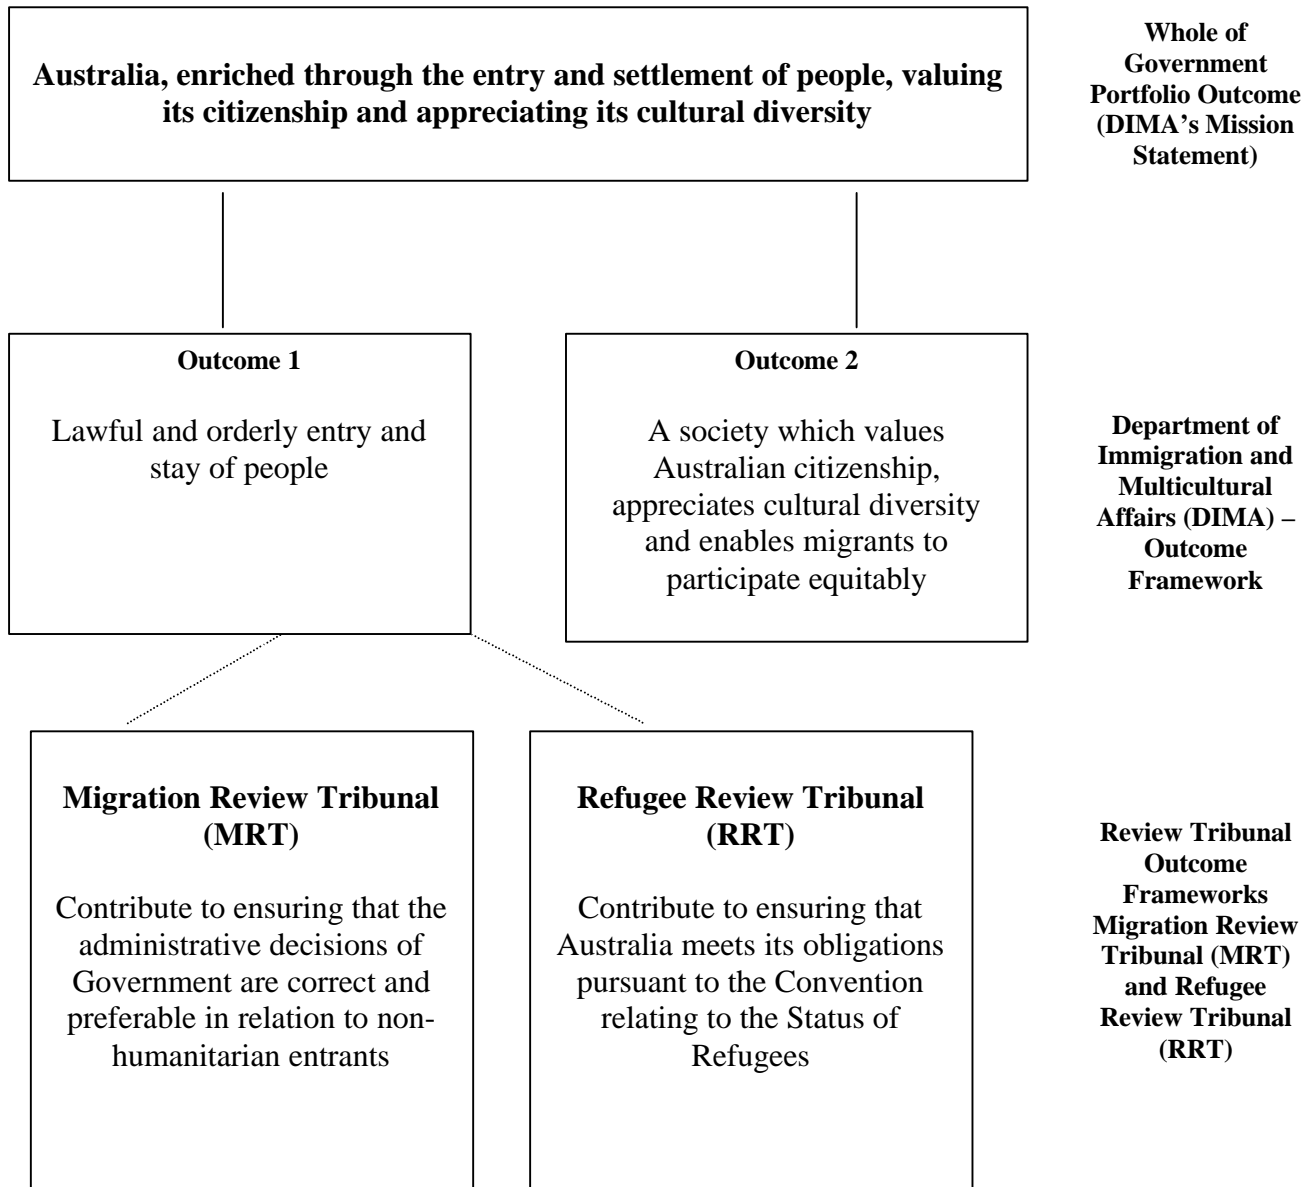 Australia, enriched through the entry and settlement of people, valuing
its citizenship and appreciating its cultural diversity
Whole of
Government
Portfolio Outcome
(DIMA’s Mission
Statement)
Outcome 1
Lawful and orderly entry and
stay of people
Outcome 2
A society which values
Australian citizenship,
appreciates cultural diversity
and enables migrants to
participate equitably
Department of
Immigration and
Multicultural
Affairs (DIMA) –
Outcome
Framework
Migration Review Tribunal
(MRT)
Contribute to ensuring that the
administrative decisions of
Government are correct and
preferable in relation to non-
humanitarian entrants
Refugee Review Tribunal
(RRT)
Contribute to ensuring that
Australia meets its obligations
pursuant to the Convention
relating to the Status of
Refugees
Review Tribunal
Outcome
Frameworks
Migration Review
Tribunal (MRT)
and Refugee
Review Tribunal
(RRT)